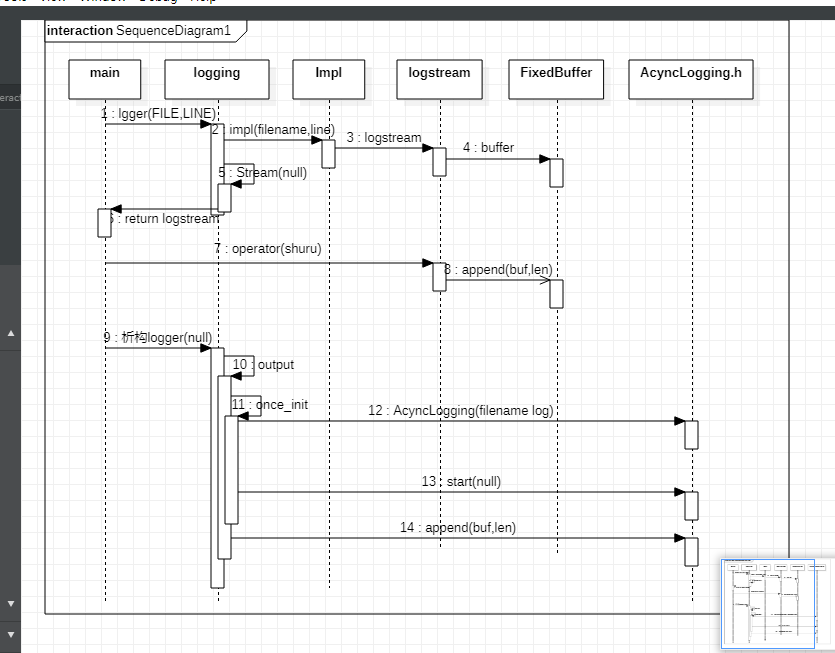 interaction SequenceDiagram1
main
logging
Impl
logstream
FixedBuffer
AcyncLogging.h
1 : lgger(FILE,LINE)
2 : impl(filename,line)
3 : logstream
4 : buffer
5 : Stream(null)
6 : return logstream
7 : operator(shuru)
8 : append(buf,len)
9 : 析构logger(null)
10 : output
11 : once_init
12 : AcyncLogging(filename log)
13 : start(null)
14 : append(buf,len)